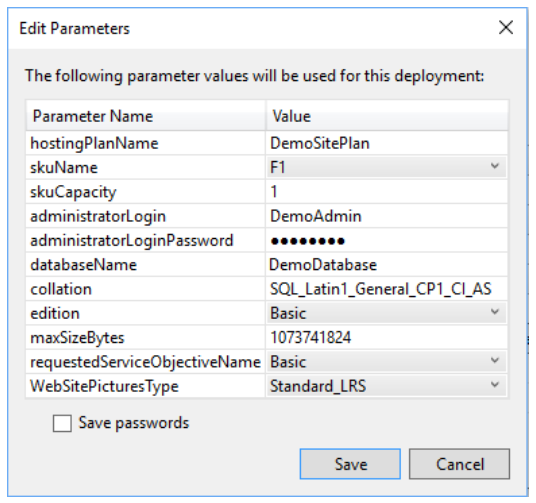 Edit Parameters
The following parameter values will be used for this deployment:
Parameter Name Value
hostingPlanName DemoSitePlan
skuName F1
skuCapacity 1
administratorLogin DemoAdmin
administratorLoginPassword ●●●●●●●●
databaseName DemoDatabase
collation SQL_Latin1_General_CP1_CI_AS
edition Basic
maxSizeBytes 1073741824
requestedServiceObjectiveName Basic
WebSitePicturesType Standard_LRS
Save passwords
Save Cancel